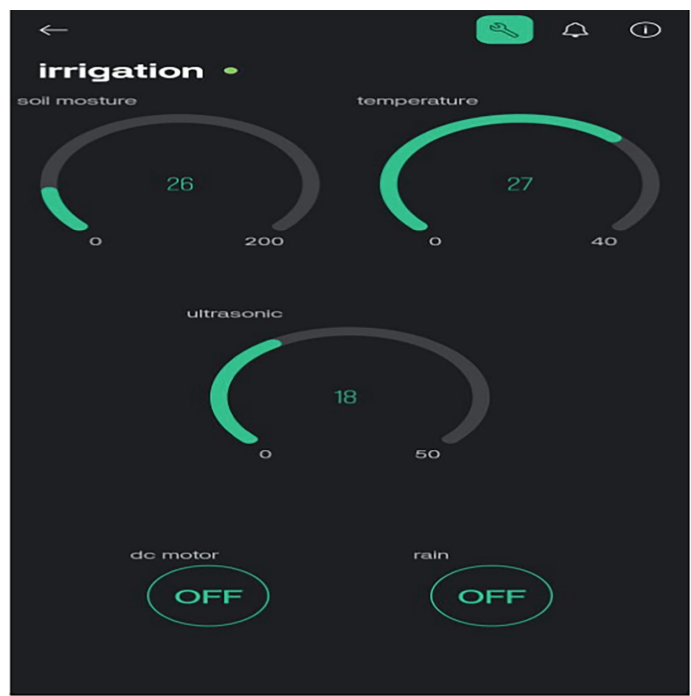 irrigation
soil mosture
temperature
26
27
0
200
0
40
ultrasonic
18
0
50
dc motor
rain
OFF
OFF